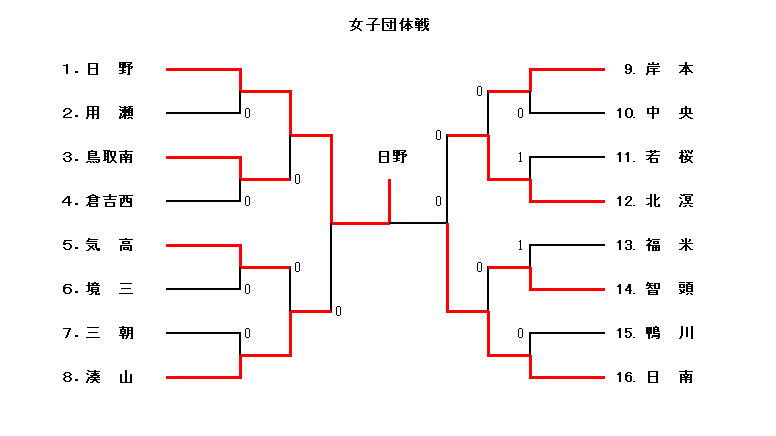 女子団体戦
1. 日 野
2. 用 瀬
0
3. 鳥取南
4. 倉吉西
0
0
5. 気 高
6. 境 三
0
0
7. 三 朝
0
8. 湊 山
0
日野
9. 岸 本
10. 中 央
0
0
11. 若 桜
1
12. 北 溟
0
0
13. 福 米
1
14. 智 頭
0
15. 鴨 川
0
16. 日 南